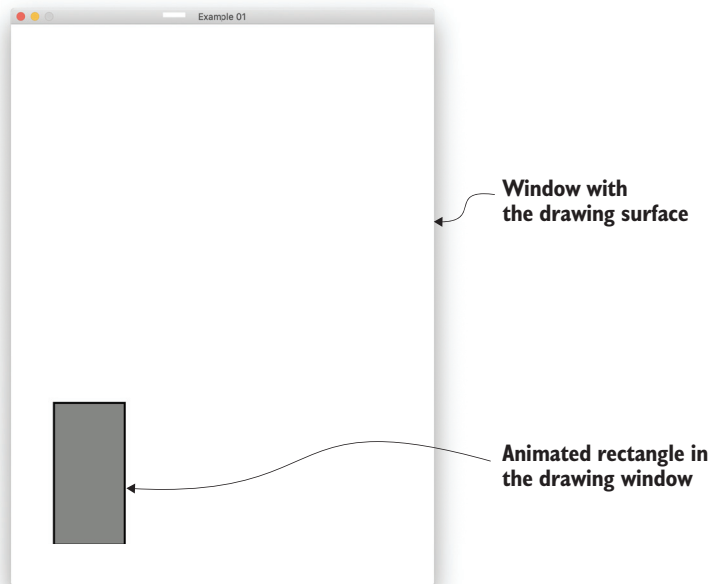 Example 01
Window with
the drawing surface
Animated rectangle in
the drawing window